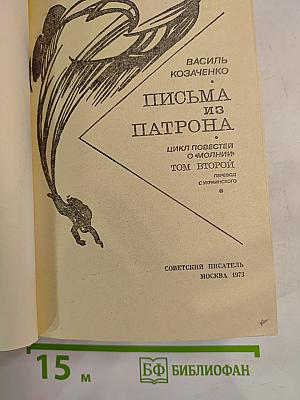 ВАСИЛЬ
КОЗАЧЕНКО
ПИСЬМА
ИЗ
ПАТРОНА
ЦИКЛ ПОВЕСТЕЙ
О «МОЛНИИ»
ТОМ ВТОРОЙ
ПЕРЕВОД
С УКРАИНСКОГО
СОВЕТСКИЙ ПИСАТЕЛЬ
МОСКВА 1973
15 м
БФ БИБЛИОФАН